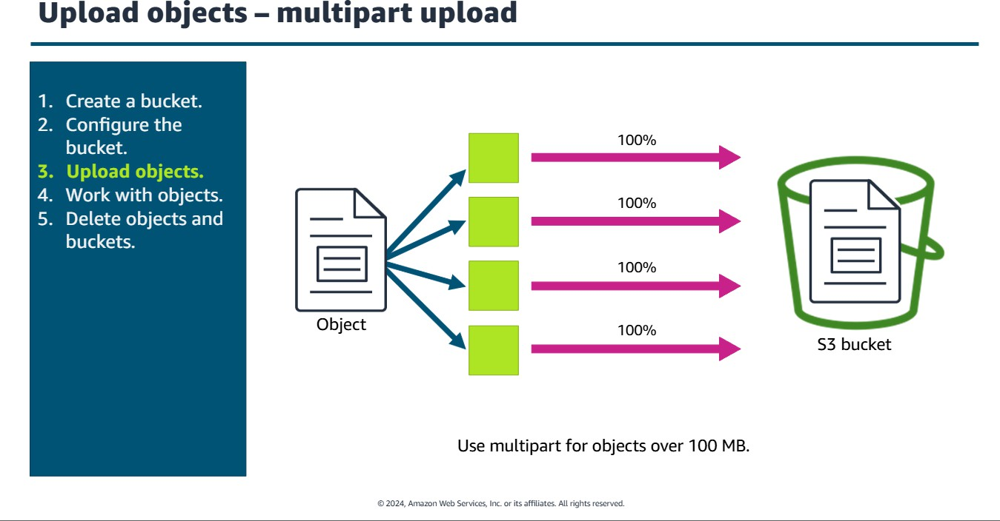 Upload objects – multipart upload
1. Create a bucket.
2. Configure the
bucket.
3. Upload objects.
4. Work with objects.
5. Delete objects and
buckets.
Object
100%
100%
100%
100%
S3 bucket
Use multipart for objects over 100 MB.
© 2024, Amazon Web Services, Inc. or its affiliates. All rights reserved.